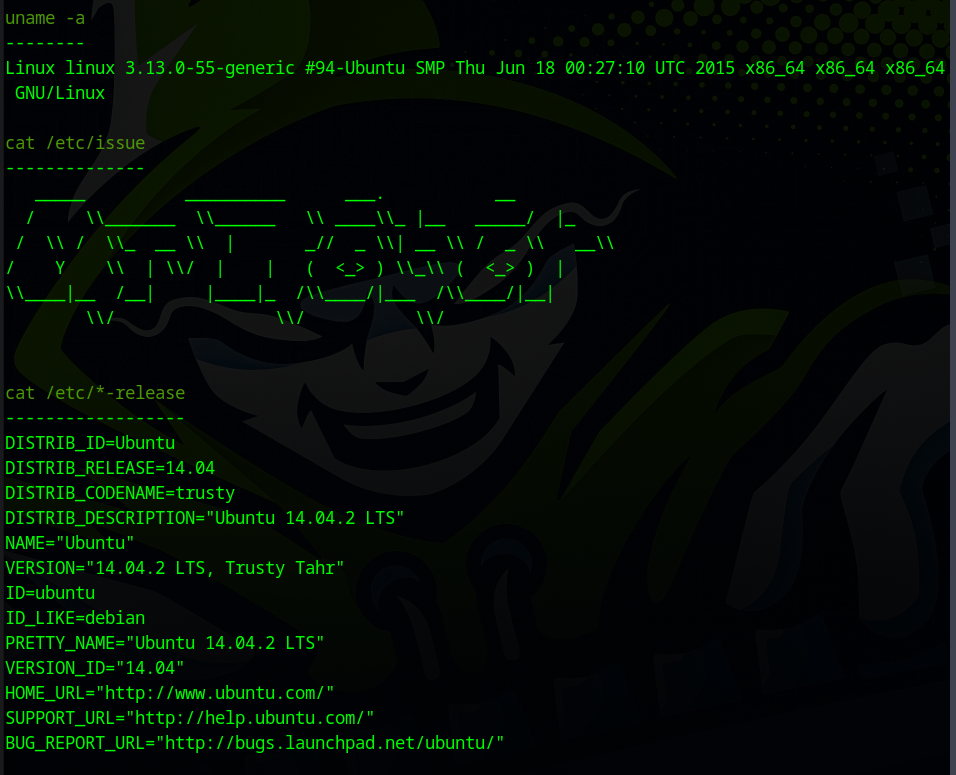 uname -a
--------
Linux linux 3.13.0-55-generic #94-Ubuntu SMP Thu Jun 18 00:27:10 UTC 2015 x86_64 x86_64 x86_64
 GNU/Linux

cat /etc/issue
--------------
   _____          __________      ___.           __
  /     \\_______  \\______   \\ ____\\_ |__   _____/  |_
 /  \\ /  \\_  __ \\  |       _//  _ \\| __ \\ /  _ \\   __\\
/    Y    \\  | \\/  |    |   (  <_> ) \\_\\ (  <_> )  |
\\____|__  /__|     |____|_  /\\____/|___  /\\____/|__|
        \\/                \\/           \\/

cat /etc/*-release
------------------
DISTRIB_ID=Ubuntu
DISTRIB_RELEASE=14.04
DISTRIB_CODENAME=trusty
DISTRIB_DESCRIPTION="Ubuntu 14.04.2 LTS"
NAME="Ubuntu"
VERSION="14.04.2 LTS, Trusty Tahr"
ID=ubuntu
ID_LIKE=debian
PRETTY_NAME="Ubuntu 14.04.2 LTS"
VERSION_ID="14.04"
HOME_URL="http://www.ubuntu.com/"
SUPPORT_URL="http://help.ubuntu.com/"
BUG_REPORT_URL="http://bugs.launchpad.net/ubuntu/"